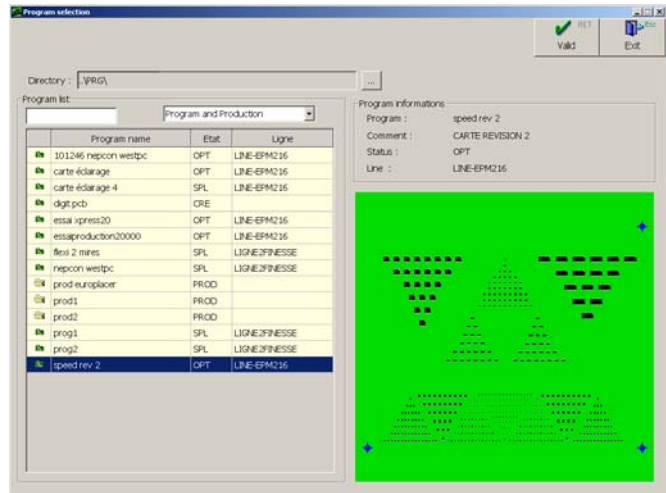 Program selection
RET
Valid
Esc
Exit
Directory : ..\PRG\
...
Program list
Program and Production
Program name Etat Ligne
101246 nepcon westpc OPT LINE-EPM216
carte éclairage OPT LINE-EPM216
carte éclairage 4 SPL LINE-EPM216
digit pcb CRE
essai xpress20 OPT LINE-EPM216
essaiproduction20000 OPT LINE-EPM216
flexi 2 mires SPL LIGNE2FINESSE
nepcon westpc SPL LIGNE2FINESSE
prod europlacer PROD
prod1 PROD
prod2 PROD
prog1 SPL LIGNE2FINESSE
prog2 SPL LIGNE2FINESSE
speed rev 2 OPT LINE-EPM216
Program informations
Program : speed rev 2
Comment : CARTE REVISION 2
Status : OPT
Line : LINE-EPM216